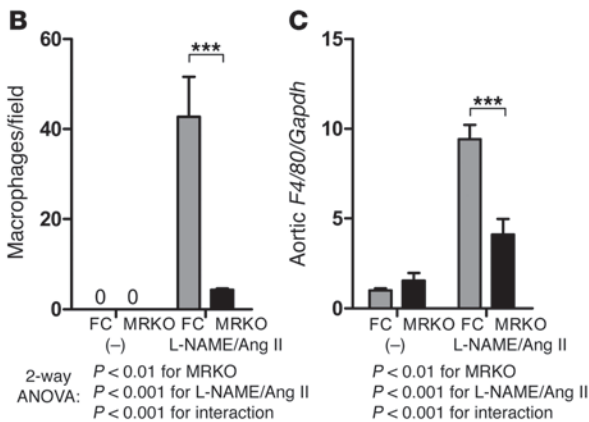 B
60
40
20
0
Macrophages/field
***
0 0
FC MRKO FC MRKO
(–) L-NAME/Ang II
2-way
ANOVA:
P < 0.01 for MRKO
P < 0.001 for L-NAME/Ang II
P < 0.001 for interaction
C
15
10
5
0
Aortic F4/80/Gapdh
***
FC MRKO FC MRKO
(–) L-NAME/Ang II
P < 0.01 for MRKO
P < 0.001 for L-NAME/Ang II
P < 0.001 for interaction